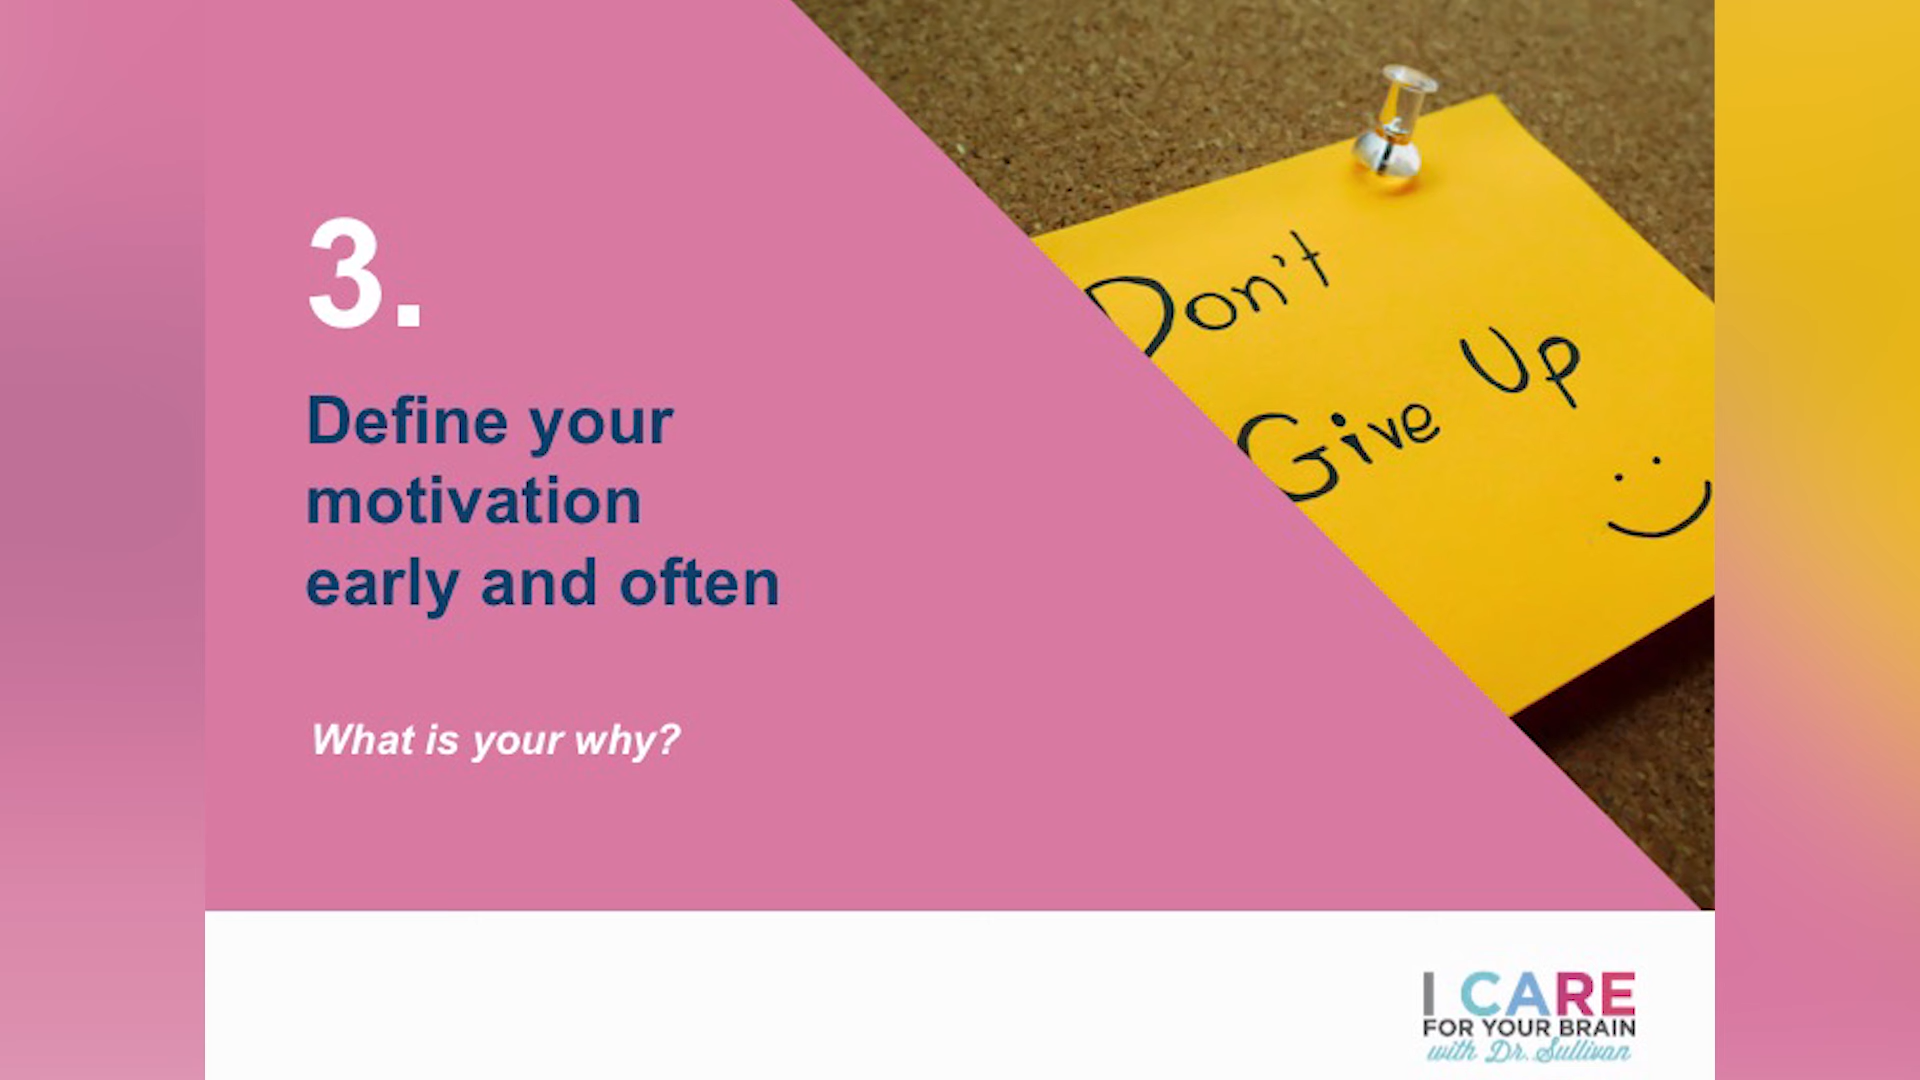 3.
Define your
motivation
early and often
What is your why?
Don't
Give Up
I CARE
FOR YOUR BRAIN
with Dr. Sullivan